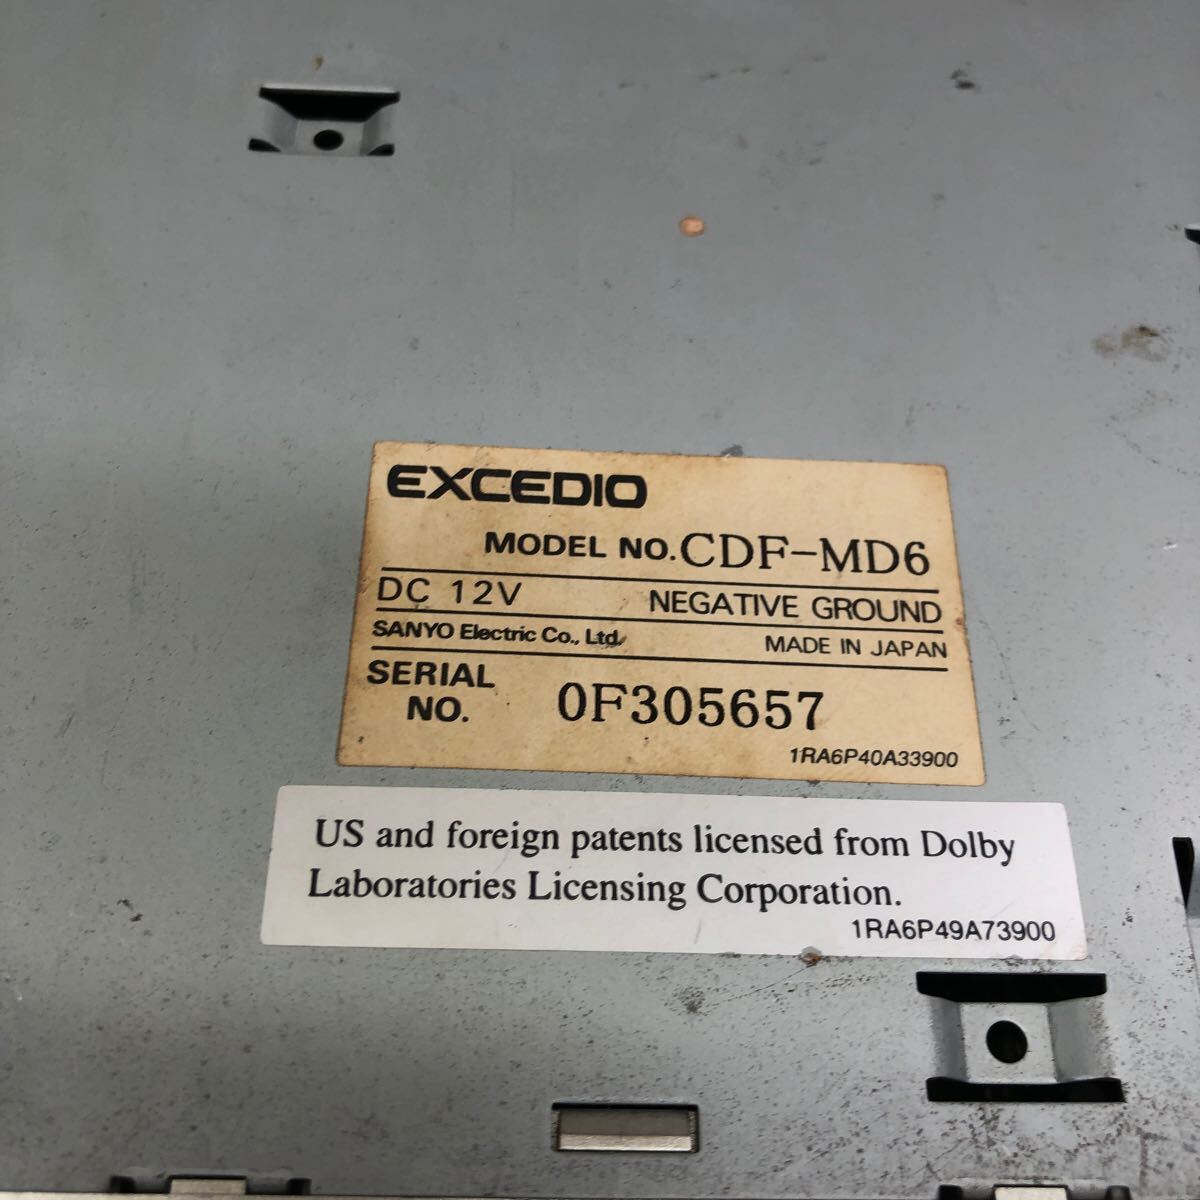 EXCEDIO
MODEL NO. CDF-MD6
DC 12V NEGATIVE GROUND
SANYO Electric Co., Ltd. MADE IN JAPAN
SERIAL NO. 0F305657
1RA6P40A33900
US and foreign patents licensed from Dolby
Laboratories Licensing Corporation.
1RA6P49A73900